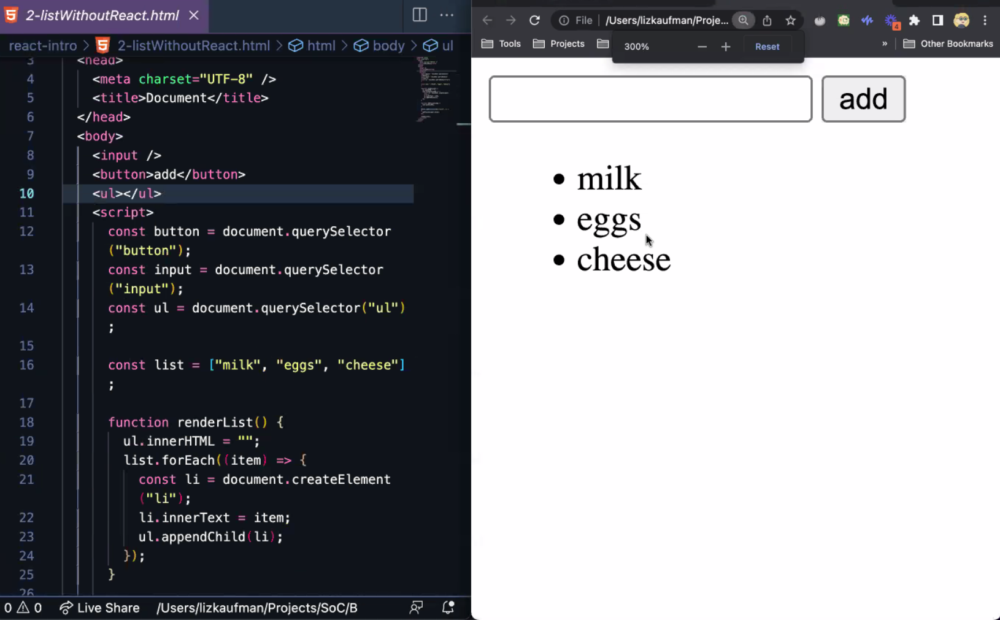 2-listWithoutReact.html
react-intro > 2-listWithoutReact.html > html > body > ul
3 <head>
4 <meta charset="UTF-8" />
5 <title>Document</title>
6 </head>
7 <body>
8 <input />
9 <button>add</button>
10 <ul></ul>
11 <script>
12 const button = document.querySelector
("button");
13 const input = document.querySelector
("input");
14 const ul = document.querySelector("ul")
;
15
16 const list = ["milk", "eggs", "cheese"]
;
17
18 function renderList() {
19 ul.innerHTML = "";
20 list.forEach((item) => {
21 const li = document.createElement
("li");
22 li.innerText = item;
23 ul.appendChild(li);
24 });
25 }
26
0 0 Live Share /Users/lizkaufman/Projects/SoC/B
File /Users/lizkaufman/Proje...
4
Tools Projects » Other Bookmarks
300% Reset
add
milk
eggs
cheese